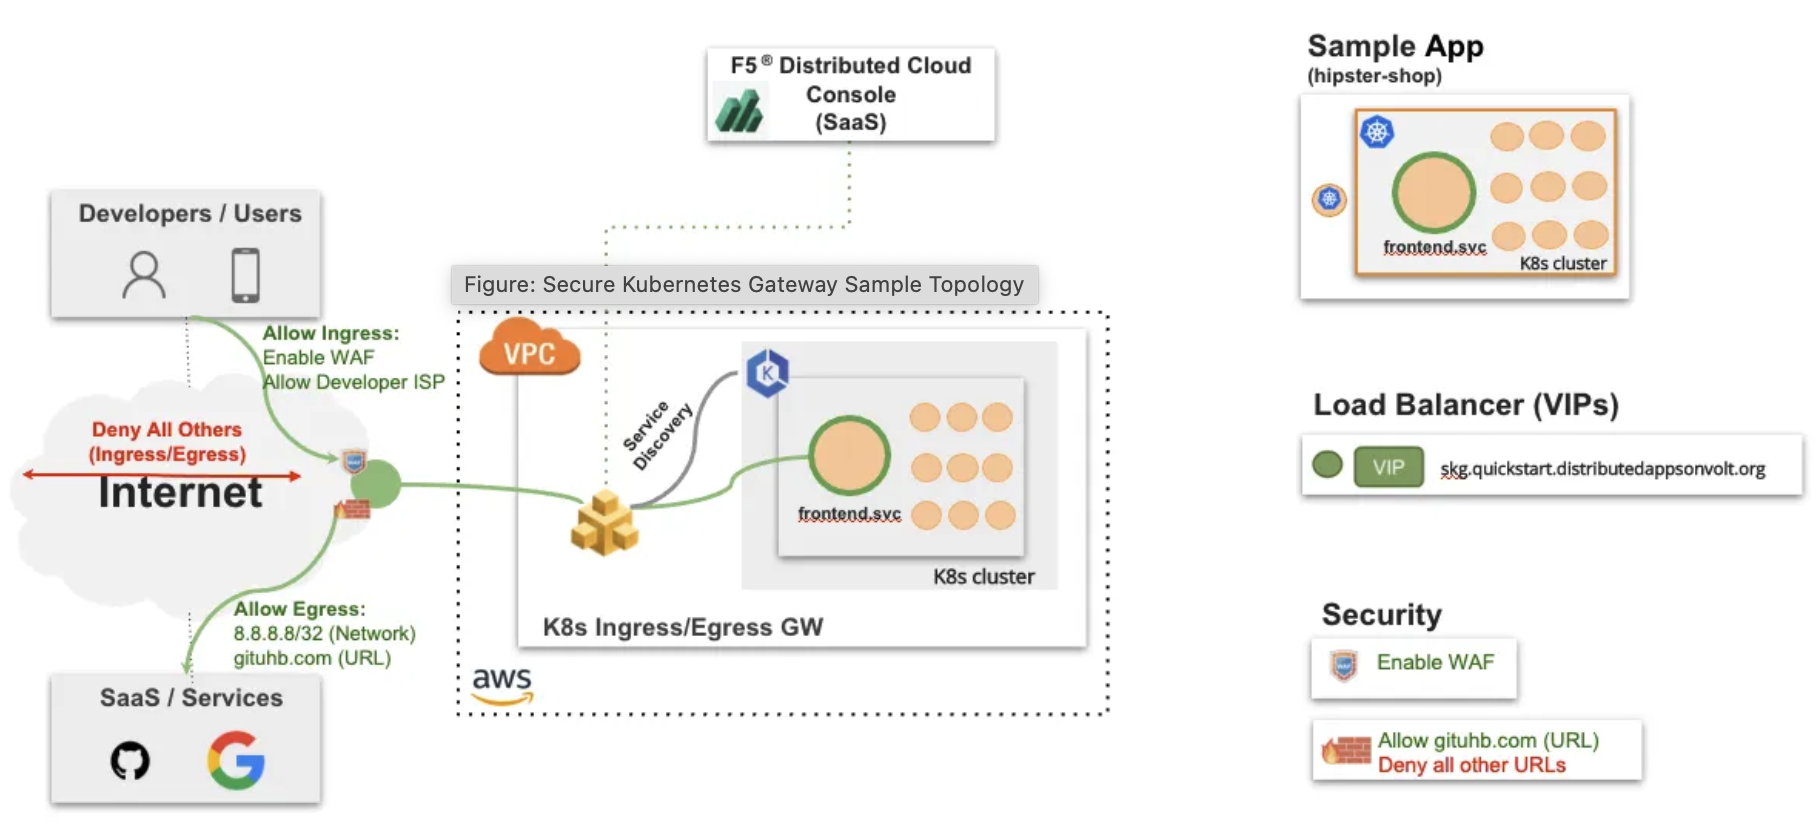 F5® Distributed Cloud
Console
(SaaS)
Developers / Users
Allow Ingress:
Enable WAF
Allow Developer ISP
Deny All Others
(Ingress/Egress)
Internet
Allow Egress:
8.8.8.8/32 (Network)
gituhb.com (URL)
SaaS / Services
Figure: Secure Kubernetes Gateway Sample Topology
VPC
K
Service
Discovery
frontend.svc
K8s cluster
K8s Ingress/Egress GW
aws
Sample App
(hipster-shop)
frontend.svc
K8s cluster
Load Balancer (VIPs)
VIP
skg.quickstart.distributedappsonvolt.org
Security
WAF
Enable WAF
Allow gituhb.com (URL)
Deny all other URLs